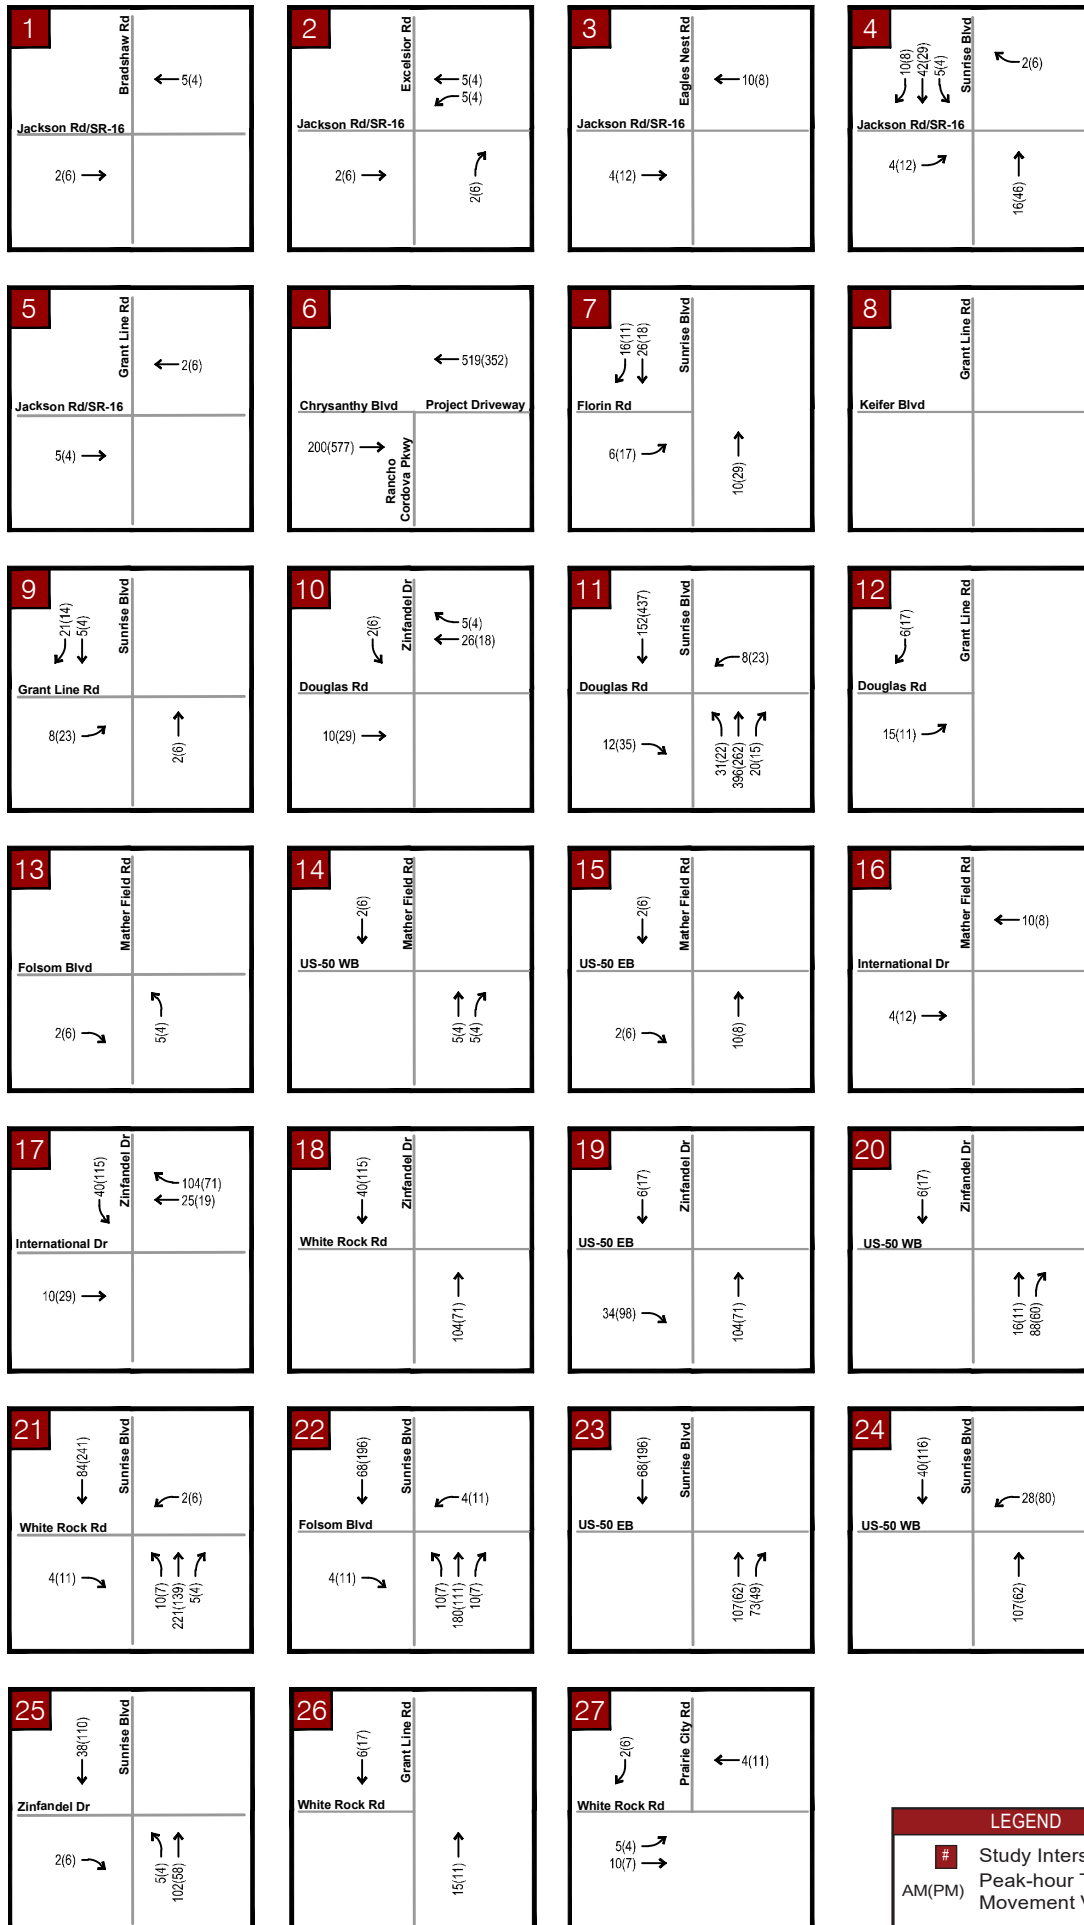 1
Bradshaw Rd
5(4)
Jackson Rd/SR-16
2(6)
2
Excelsior Rd
5(4)
5(4)
Jackson Rd/SR-16
2(6)
2(6)
3
Eagles Nest Rd
10(8)
Jackson Rd/SR-16
4(12)
4
10(8)
42(29)
5(4)
Sunrise Blvd
2(6)
Jackson Rd/SR-16
4(12)
16(46)
5
Grant Line Rd
2(6)
Jackson Rd/SR-16
5(4)
6
519(352)
Chrysanthy Blvd
Project Driveway
200(577)
Rancho
Cordova Pkwy
7
16(11)
26(18)
Sunrise Blvd
Florin Rd
6(17)
10(29)
8
Grant Line Rd
Keifer Blvd
9
21(14)
5(4)
Sunrise Blvd
Grant Line Rd
8(23)
2(6)
10
2(6)
Zinfandel Dr
5(4)
26(18)
Douglas Rd
10(29)
11
152(437)
Sunrise Blvd
8(23)
Douglas Rd
12(35)
31(22)
396(262)
20(15)
12
6(17)
Grant Line Rd
Douglas Rd
15(11)
13
Mather Field Rd
Folsom Blvd
2(6)
5(4)
14
2(6)
Mather Field Rd
US-50 WB
5(4)
5(4)
15
2(6)
Mather Field Rd
US-50 EB
2(6)
10(8)
16
Mather Field Rd
10(8)
International Dr
4(12)
17
40(115)
Zinfandel Dr
104(71)
25(19)
International Dr
10(29)
18
40(115)
Zinfandel Dr
White Rock Rd
104(71)
19
6(17)
Zinfandel Dr
US-50 EB
34(98)
104(71)
20
6(17)
Zinfandel Dr
US-50 WB
16(11)
88(60)
21
84(241)
Sunrise Blvd
2(6)
White Rock Rd
4(11)
10(7)
221(139)
5(4)
22
68(196)
Sunrise Blvd
4(11)
Folsom Blvd
4(11)
10(7)
180(111)
10(7)
23
68(196)
Sunrise Blvd
US-50 EB
107(62)
73(49)
24
40(116)
Sunrise Blvd
28(80)
US-50 WB
107(62)
25
38(110)
Sunrise Blvd
Zinfandel Dr
2(6)
5(4)
102(58)
26
6(17)
Grant Line Rd
White Rock Rd
15(11)
27
2(6)
Prairie City Rd
4(11)
White Rock Rd
5(4)
10(7)
LEGEND
# Study Inters
AM(PM) Peak-hour T
Movement V